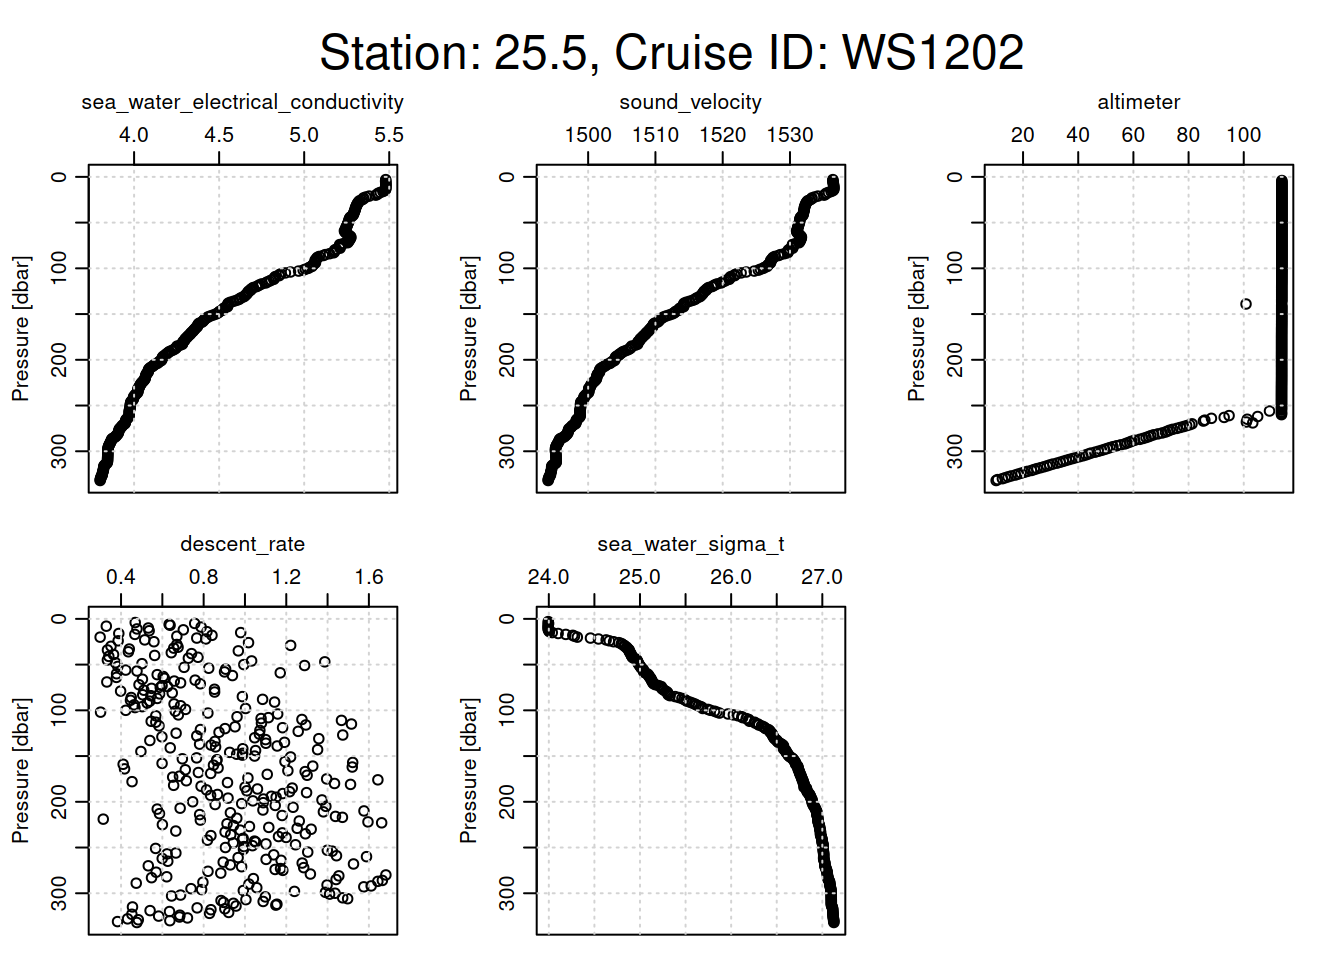 Station: 25.5, Cruise ID: WS1202
sea_water_electrical_conductivity
4.0 4.5 5.0 5.5
Pressure [dbar]
0
100
200
300
sound_velocity
1500 1510 1520 1530
Pressure [dbar]
0
100
200
300
altimeter
20 40 60 80 100
Pressure [dbar]
0
100
200
300
descent_rate
0.4 0.8 1.2 1.6
Pressure [dbar]
0
100
200
300
sea_water_sigma_t
24.0 25.0 26.0 27.0
Pressure [dbar]
0
100
200
300